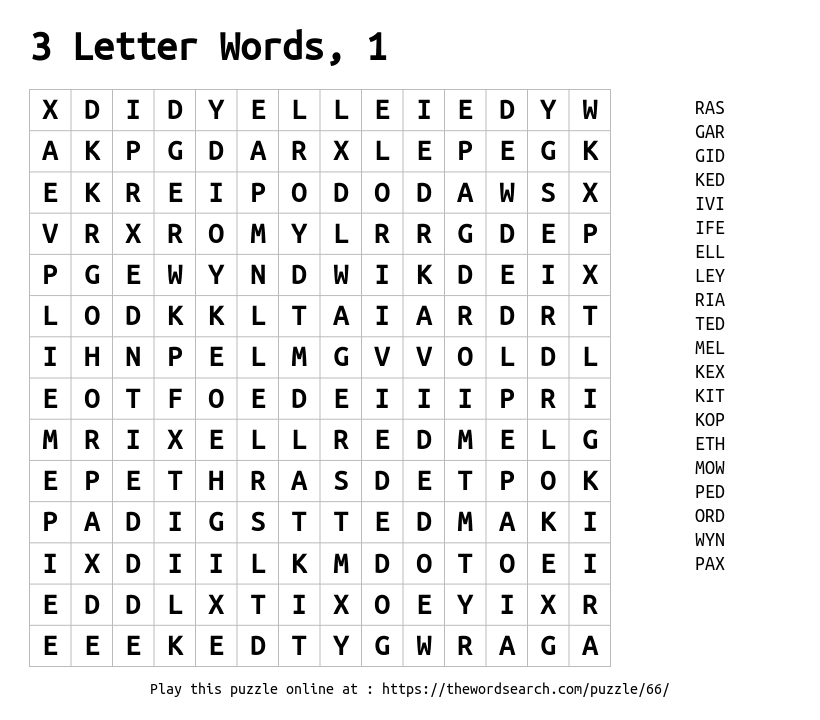 3 Letter Words, 1
X D I D Y E L L E I E D Y W
A K P G D A R X L E P E G K
E K R E I P O D O D A W S X
V R X R O M Y L R R G D E P
P G E W Y N D W I K D E I X
L O D K K L T A I A R D R T
I H N P E L M G V V O L D L
E O T F O E D E I I I P R I
M R I X E L L R E D M E L G
E P E T H R A S D E T P O K
P A D I G S T T E D M A K I
I X D I I L K M D O T O E I
E D D L X T I X O E Y I X R
E E E K E D T Y G W R A G A
RAS
GAR
GID
KED
IVI
IFE
ELL
LEY
RIA
TED
MEL
KEX
KIT
KOP
ETH
MOW
PED
ORD
WYN
PAX
Play this puzzle online at : https://thewordsearch.com/puzzle/66/